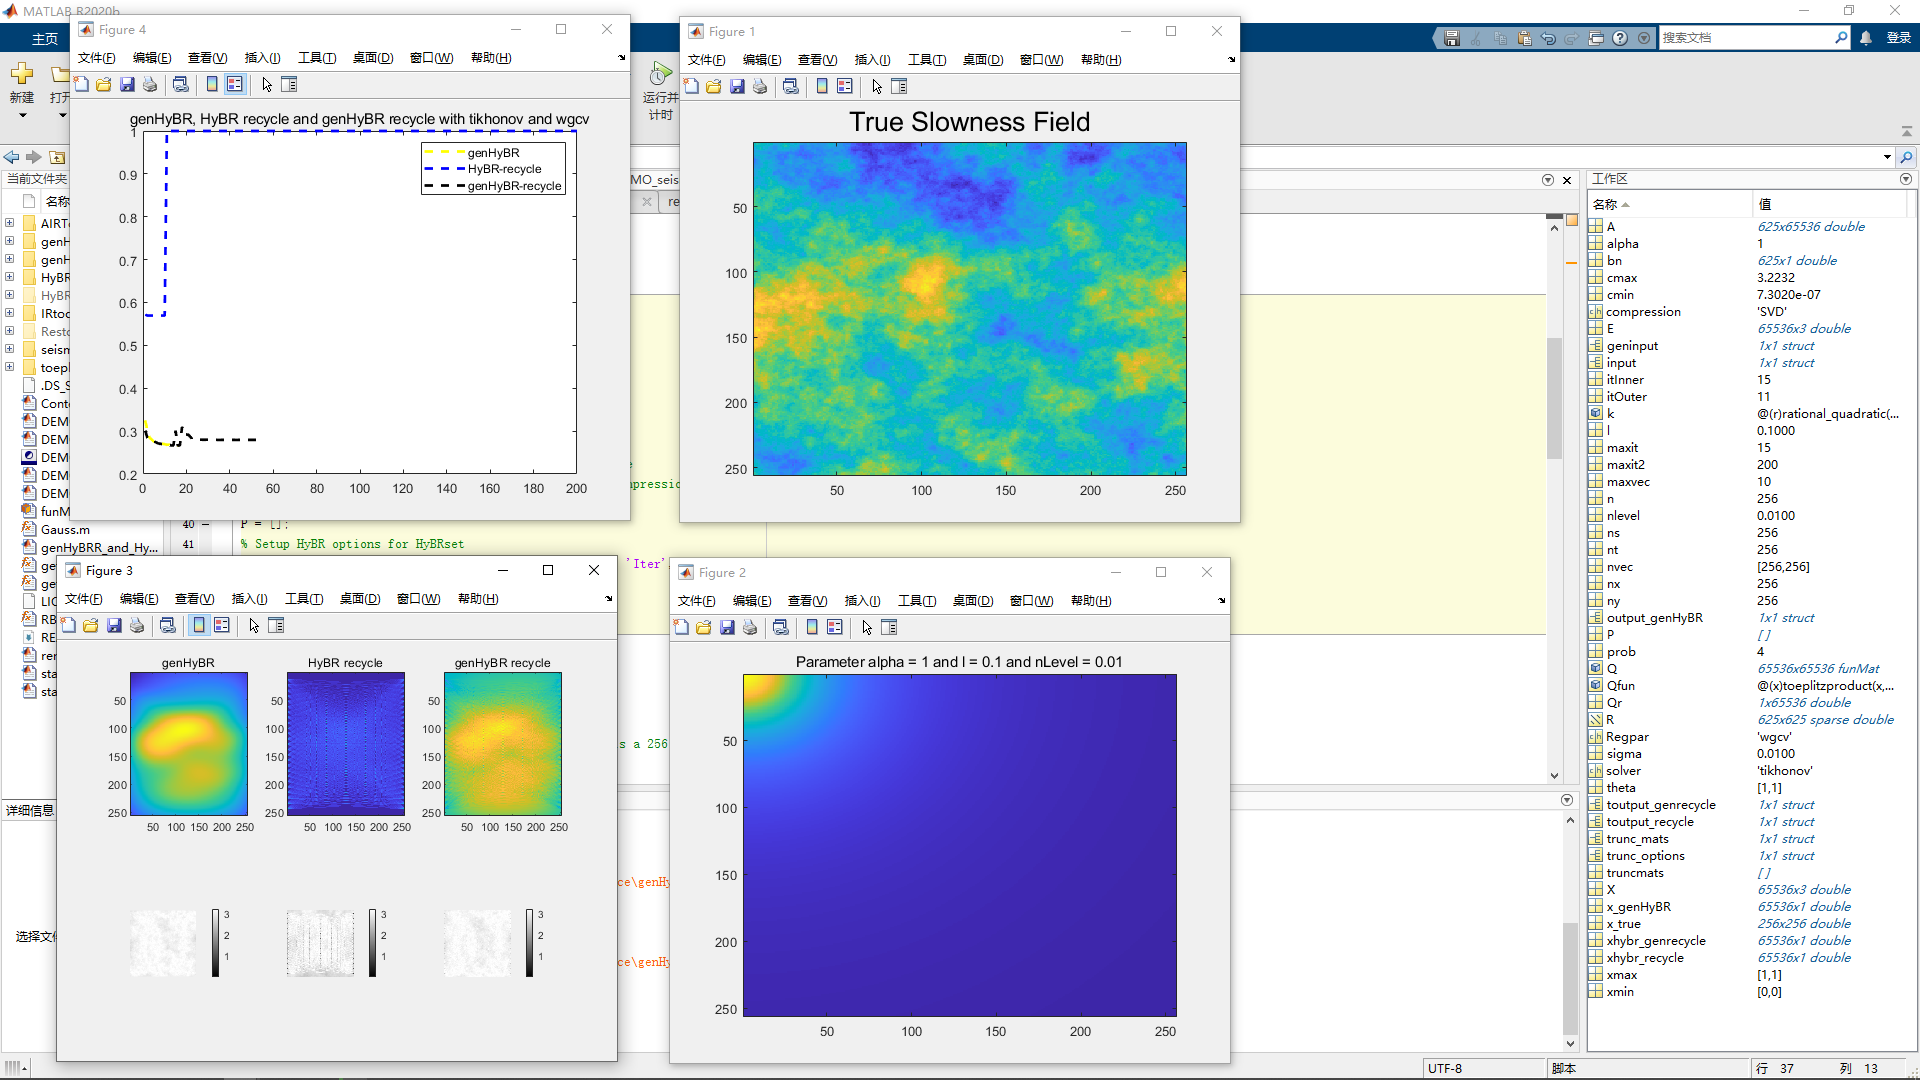 MATLAB R2020b
主页
搜索文档
登录
新建
打开
运行并
计时
Figure 4
文件(F) 编辑(E) 查看(V) 插入(I) 工具(T) 桌面(D) 窗口(W) 帮助(H)
genHyBR, HyBR recycle and genHyBR recycle with tikhonov and wgcv
genHyBR
HyBR-recycle
genHyBR-recycle
1
0.9
0.8
0.7
0.6
0.5
0.4
0.3
0.2
0 20 40 60 80 100 120 140 160 180 200
Figure 1
文件(F) 编辑(E) 查看(V) 插入(I) 工具(T) 桌面(D) 窗口(W) 帮助(H)
True Slowness Field
50
100
150
200
250
50 100 150 200 250
当前文件夹
名称
AIRTo
genH
genH
HyBR
HyBR
IRtoo
Resto
seism
toepl
.DS_S
Conte
DEM
DEM
DEM
DEM
DEM
funM
Gauss.m
genHyBRR_and_Hy...
ge
ge
LIC
RB
RE
rer
sta
sta
详细信息
选择文件
MO_seis
re
npressio
40 P = [];
41 % Setup HyBR options for HyBRset
'Iter',
s a 256
ce\genHy
ce\genHy
Figure 3
文件(F) 编辑(E) 查看(V) 插入(I) 工具(T) 桌面(D) 窗口(W) 帮助(H)
genHyBR HyBR recycle genHyBR recycle
50 50 50
100 100 100
150 150 150
200 200 200
250 250 250
50 100 150 200 250 50 100 150 200 250 50 100 150 200 250
3 3 3
2 2 2
1 1 1
Figure 2
文件(F) 编辑(E) 查看(V) 插入(I) 工具(T) 桌面(D) 窗口(W) 帮助(H)
Parameter alpha = 1 and l = 0.1 and nLevel = 0.01
50
100
150
200
250
50 100 150 200 250
工作区
名称 值
A 625x65536 double
alpha 1
bn 625x1 double
cmax 3.2232
cmin 7.3020e-07
compression 'SVD'
E 65536x3 double
geninput 1x1 struct
input 1x1 struct
itInner 15
itOuter 11
k @(r)rational_quadratic(...
l 0.1000
maxit 15
maxit2 200
maxvec 10
n 256
nlevel 0.0100
ns 256
nt 256
nvec [256,256]
nx 256
ny 256
output_genHyBR 1x1 struct
P []
prob 4
Q 65536x65536 funMat
Qfun @(x)toeplitzproduct(x,...
Qr 1x65536 double
R 625x625 sparse double
Regpar 'wgcv'
sigma 0.0100
solver 'tikhonov'
theta [1,1]
toutput_genrecycle 1x1 struct
toutput_recycle 1x1 struct
trunc_mats 1x1 struct
trunc_options 1x1 struct
truncmats []
X 65536x3 double
x_genHyBR 65536x1 double
x_true 256x256 double
xhybr_genrecycle 65536x1 double
xhybr_recycle 65536x1 double
xmax [1,1]
xmin [0,0]
UTF-8 脚本 行 37 列 13